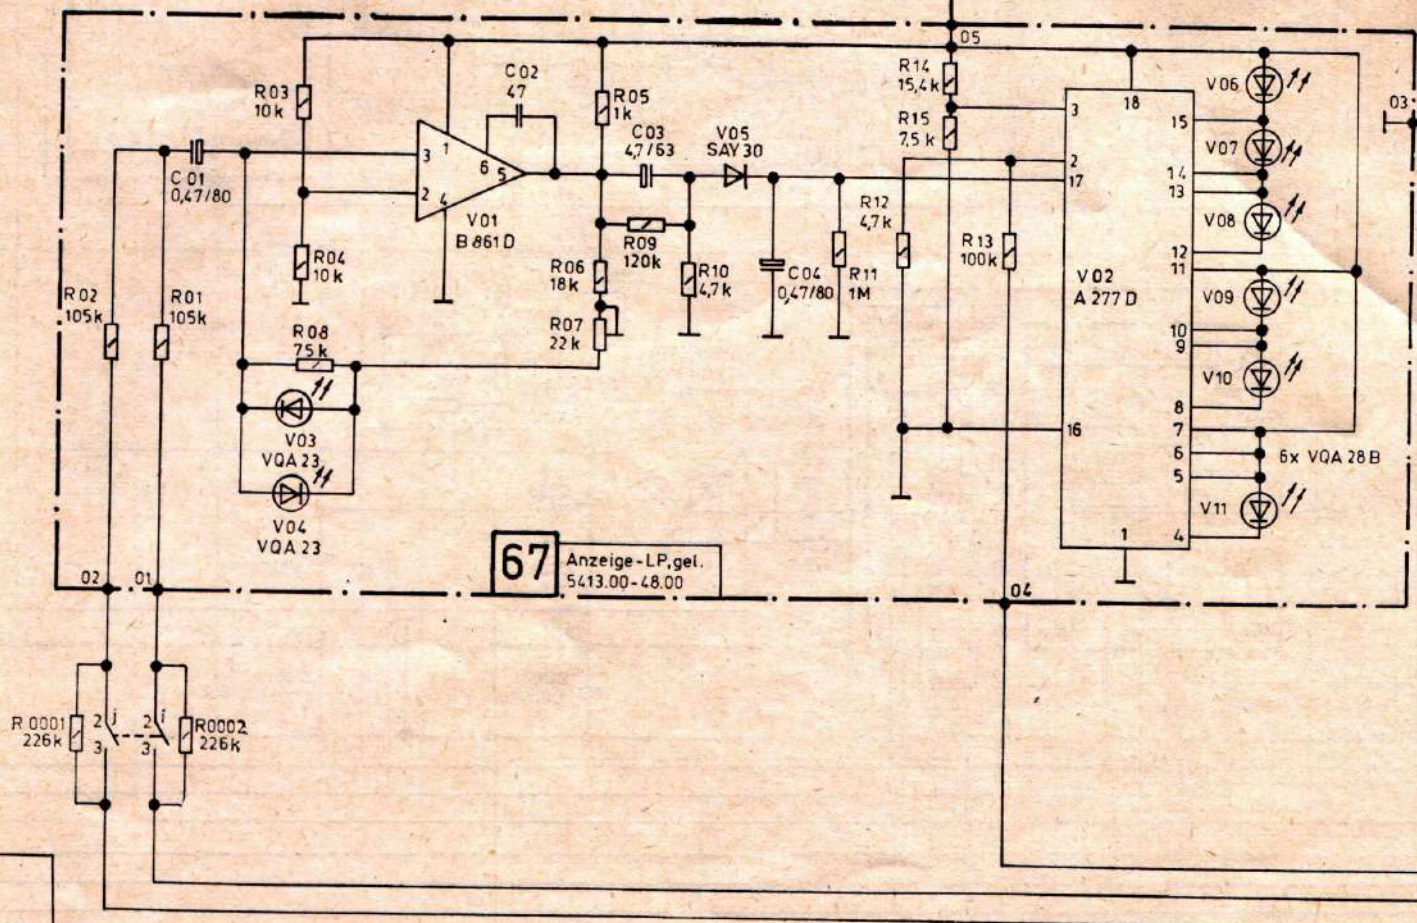 05
03
R14
15,4k
R15
7,5 k
3
18
V06
15
V07
14
13
V08
12
11
V09
10
9
V10
8
7
6
5
V11
4
6x VQA 28 B
2
17
16
1
V02
A 277 D
R03
10k
C02
47
R05
1k
C03
4,7/63
V05
SAY 30
C01
0,47/80
3
1
6
5
2
4
V01
B 861 D
R04
10k
R09
120k
R06
18k
R10
4,7k
C04
0,47/80
R11
1M
R12
4,7k
R13
100k
R07
22k
R02
105k
R01
105k
R08
75k
V03
VQA 23
V04
VQA 23
67
Anzeige-LP, gel.
5413.00-48.00
02
01
04
R0001
226k
2
j
3
2
j
3
R0002
226k